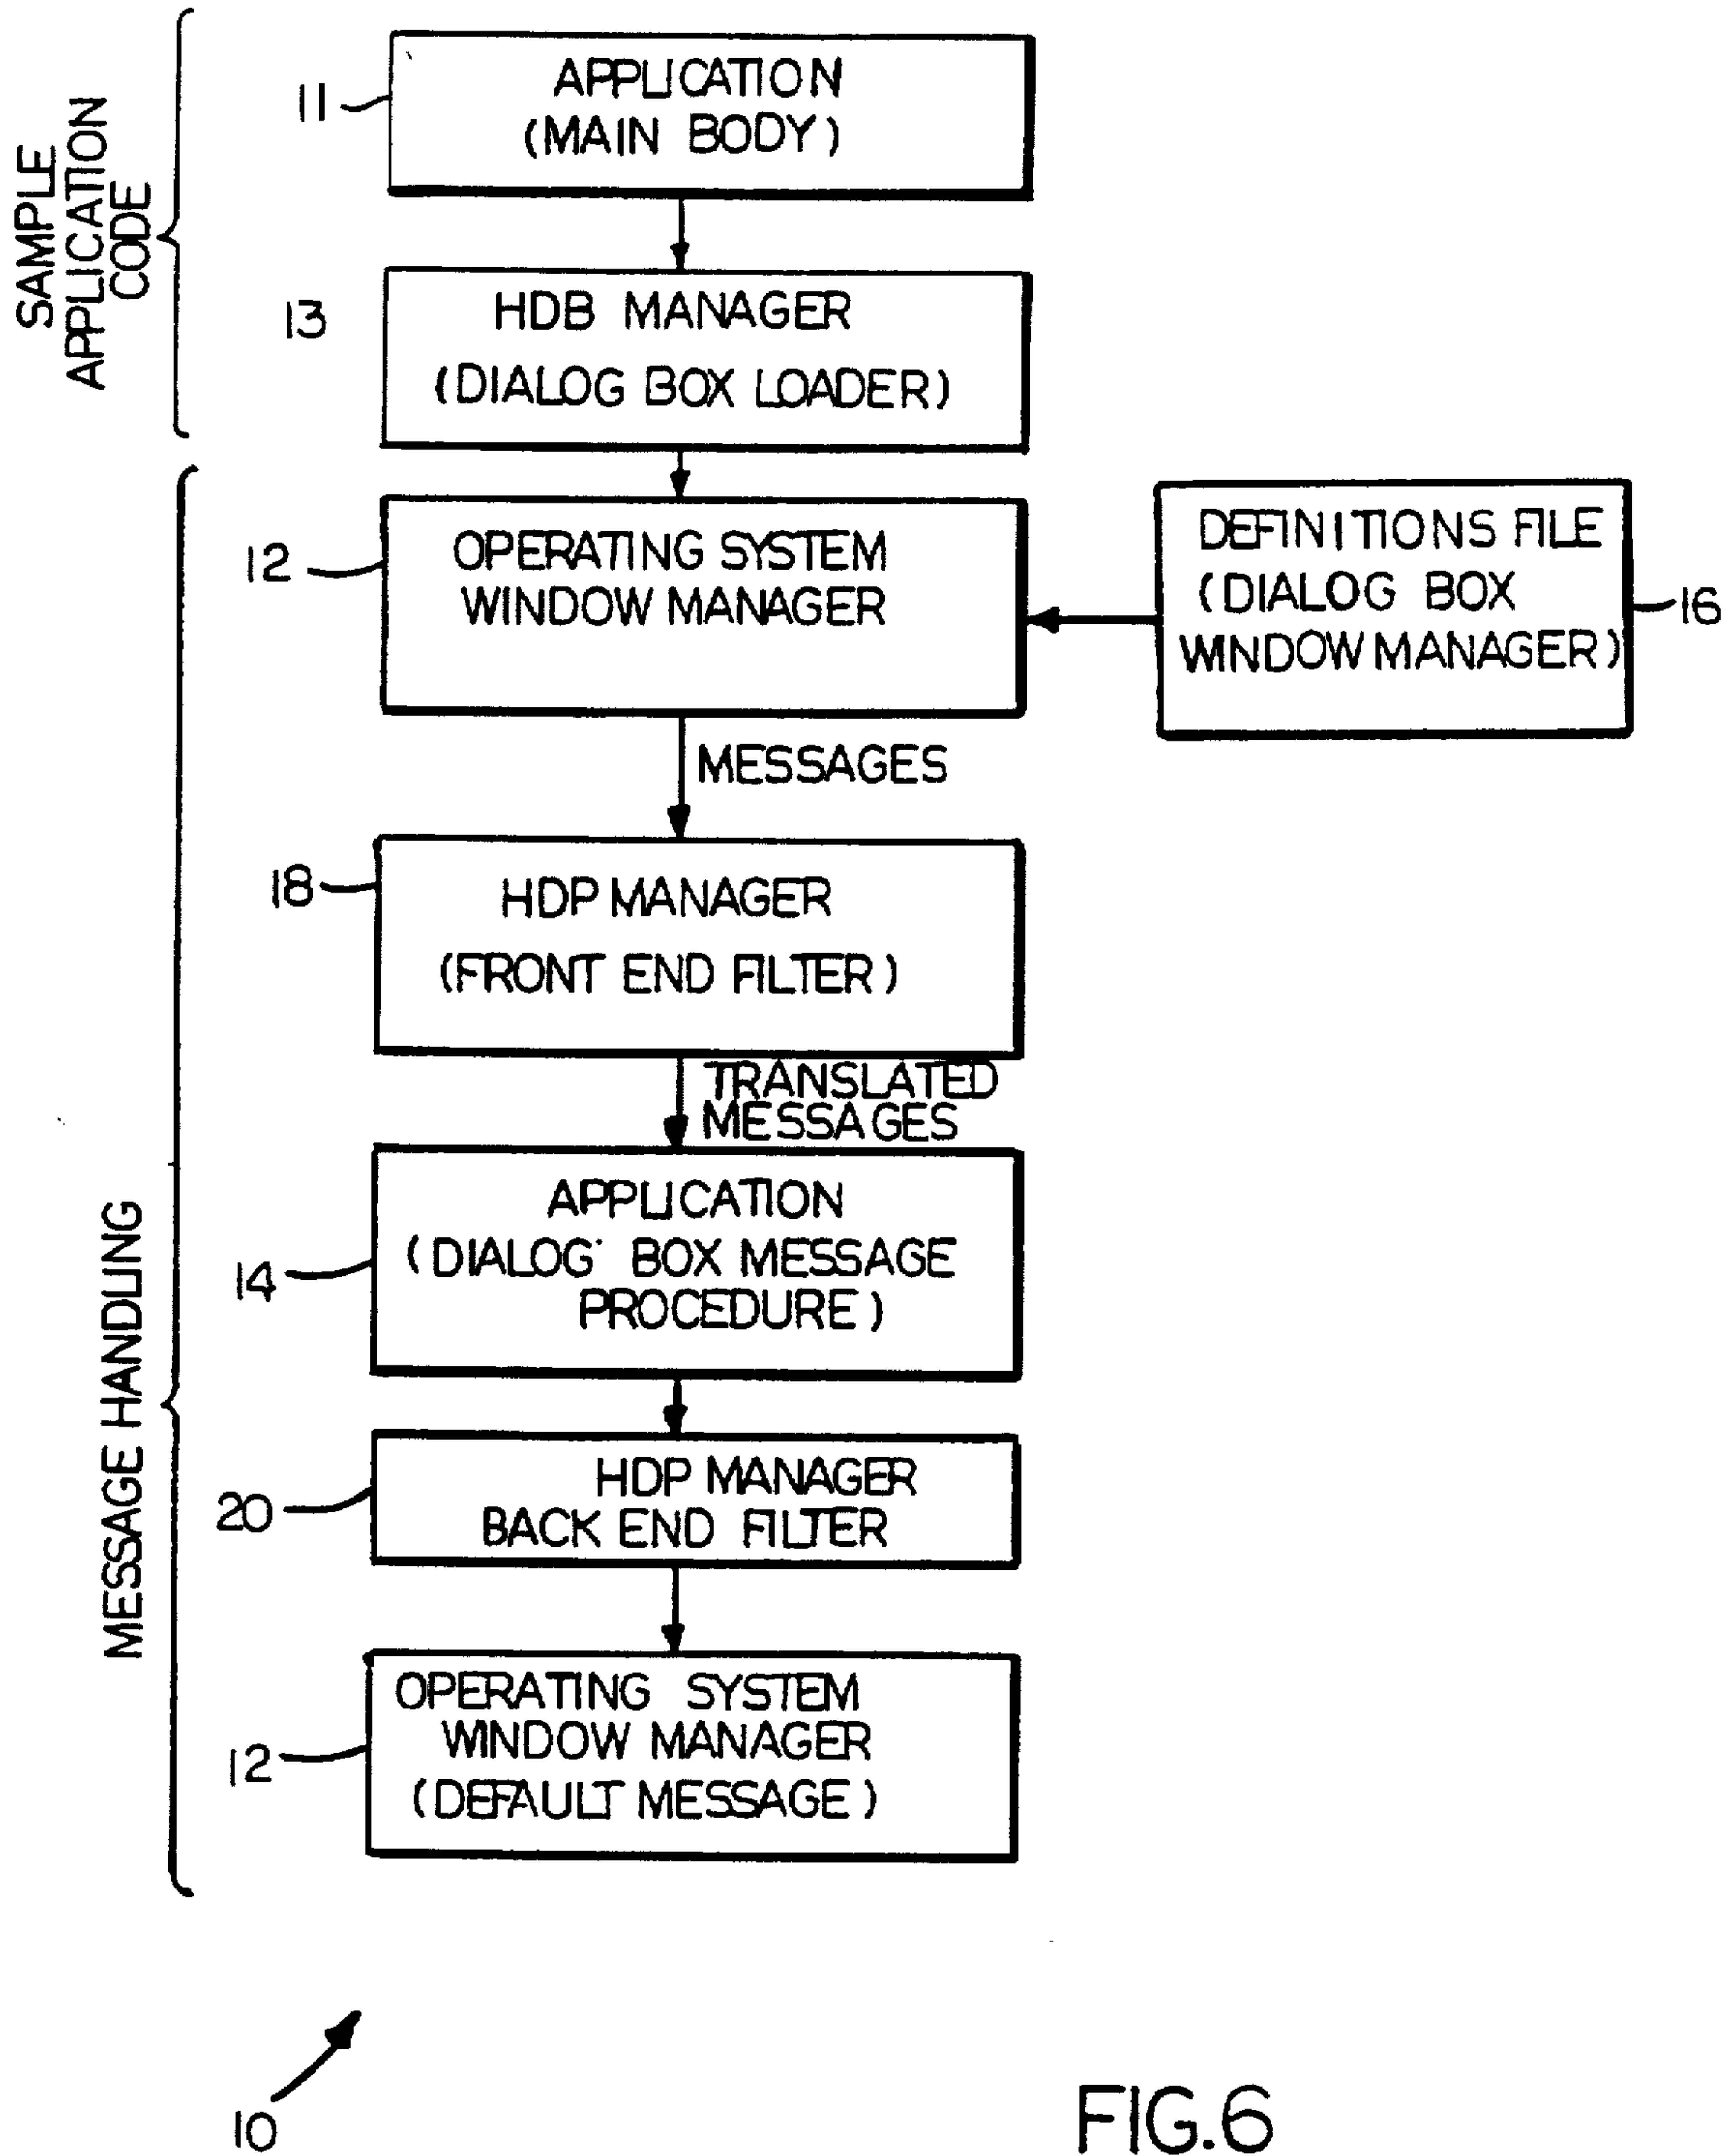 SAMPLE
APPLICATION
CODE
11
APPLICATION
(MAIN BODY)
13
HDB MANAGER
(DIALOG BOX LOADER)
MESSAGE HANDLING
12
OPERATING SYSTEM
WINDOW MANAGER
DEFINITIONS FILE
(DIALOG BOX
WINDOW MANAGER)
16
MESSAGES
18
HDP MANAGER
(FRONT END FILTER)
TRANSLATED
MESSAGES
14
APPLICATION
(DIALOG BOX MESSAGE
PROCEDURE)
20
HDP MANAGER
BACK END FILTER
12
OPERATING SYSTEM
WINDOW MANAGER
(DEFAULT MESSAGE)
10
FIG.6